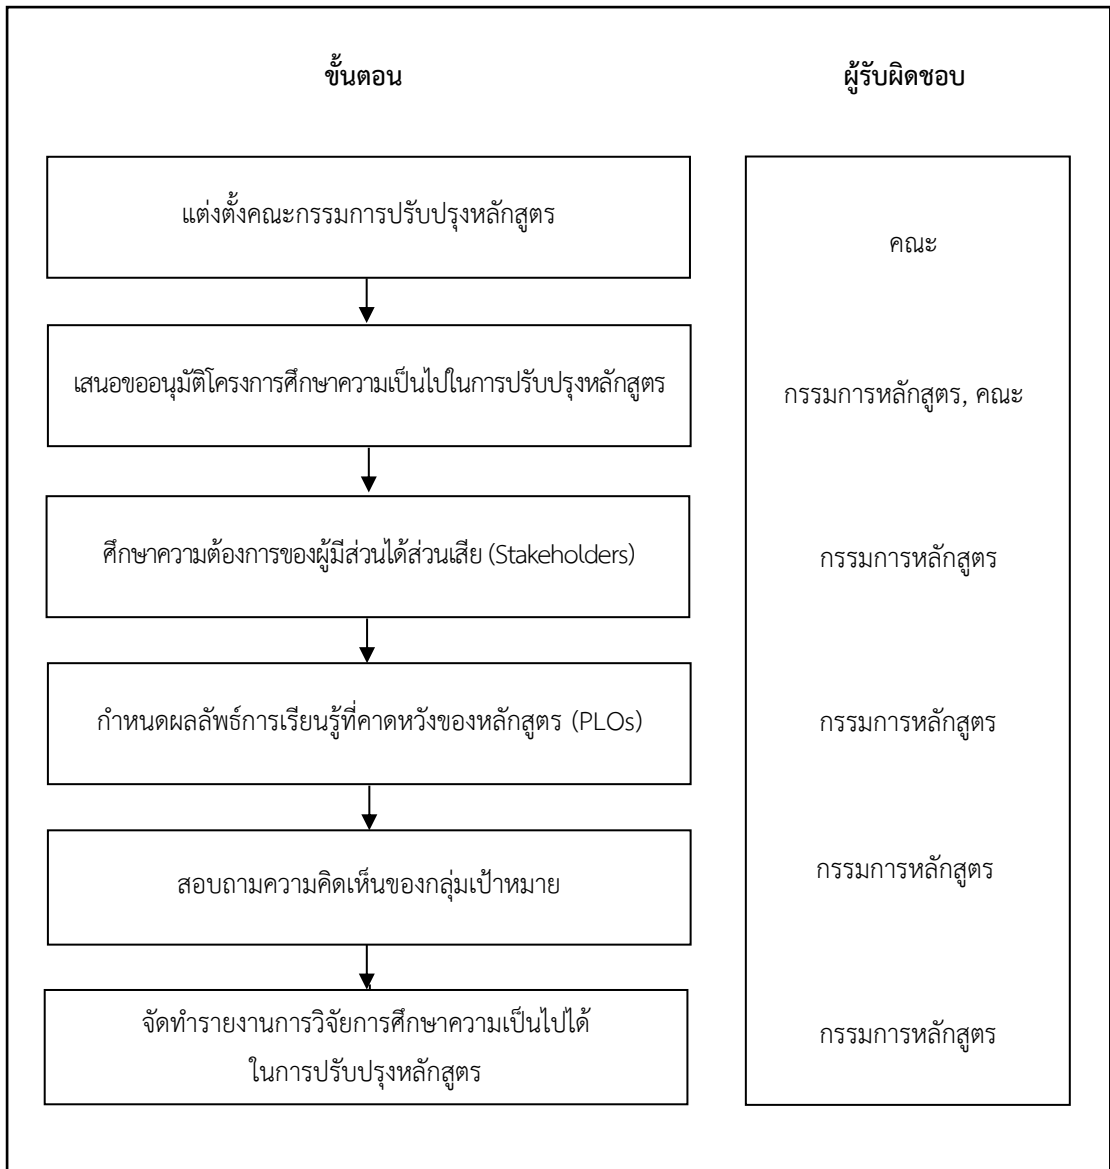 ขั้นตอน
ผู้รับผิดชอบ
แต่งตั้งคณะกรรมการปรับปรุงหลักสูตร
คณะ
เสนอขออนุมัติโครงการศึกษาความเป็นไปในการปรับปรุงหลักสูตร
กรรมการหลักสูตร, คณะ
ศึกษาความต้องการของผู้มีส่วนได้ส่วนเสีย (Stakeholders)
กรรมการหลักสูตร
กำหนดผลลัพธ์การเรียนรู้ที่คาดหวังของหลักสูตร (PLOs)
กรรมการหลักสูตร
สอบถามความคิดเห็นของกลุ่มเป้าหมาย
กรรมการหลักสูตร
จัดทำรายงานการวิจัยการศึกษาความเป็นไปได้
ในการปรับปรุงหลักสูตร
กรรมการหลักสูตร